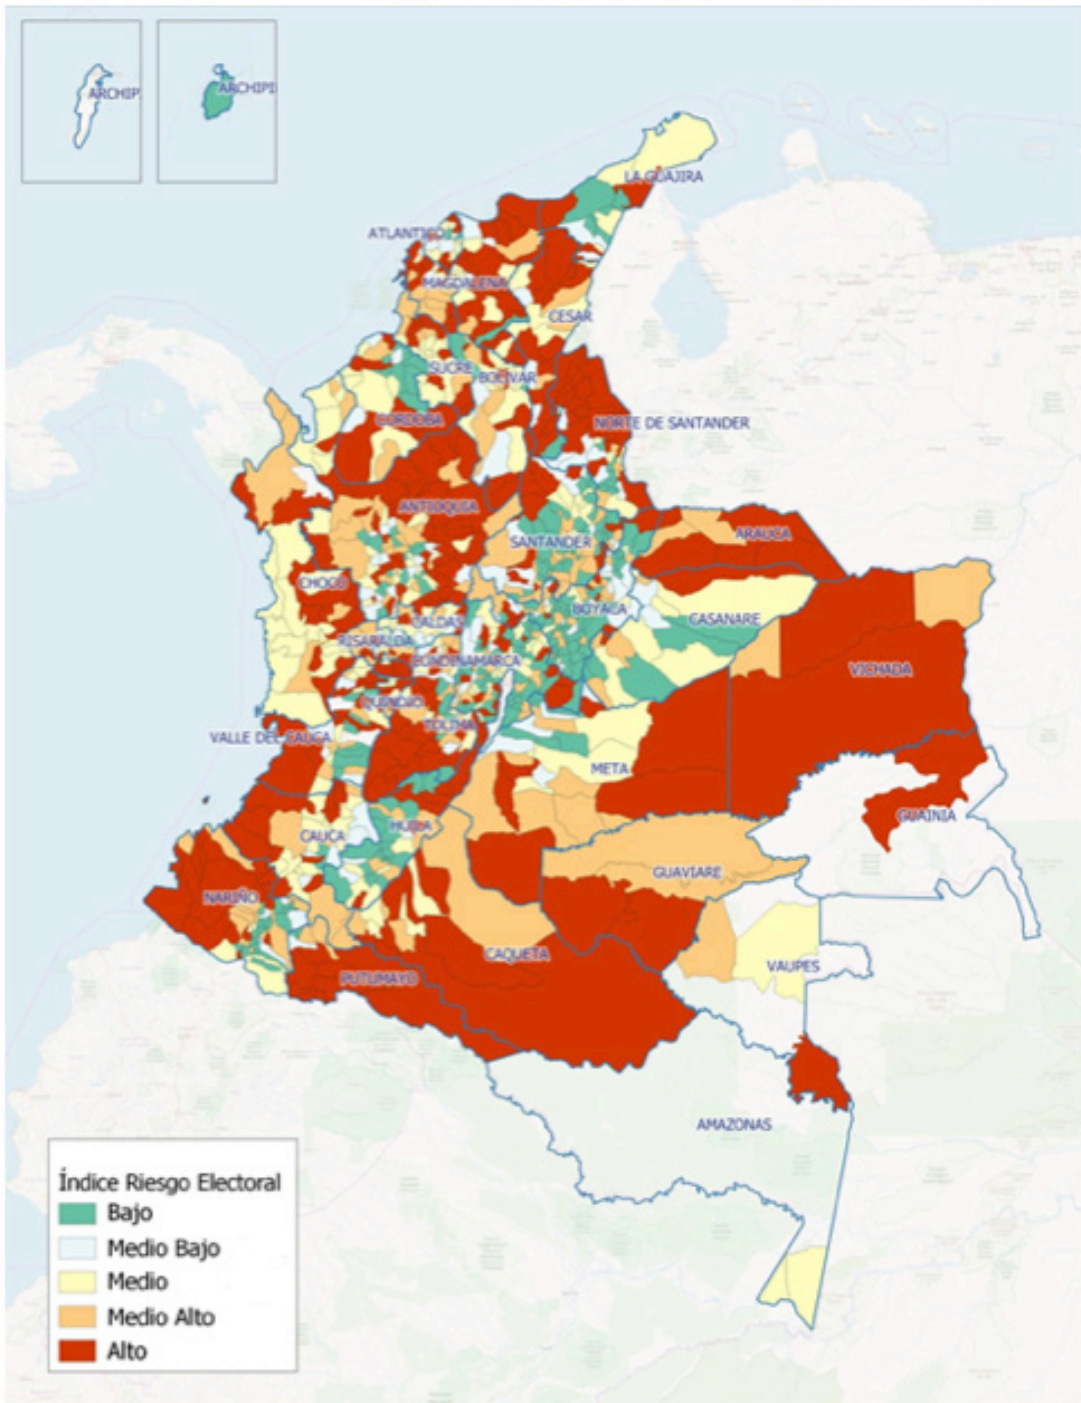 ARCHIP.
ARCHIPI
LA GUAJIRA
ATLANTICO
MAGDALENA
CESAR
SUCRE
BOLIVAR
CORDOBA
NORTE DE SANTANDER
ANTIOQUIA
SANTANDER
ARAUCA
CHOCO
BOYACA
CALDAS
CASANARE
RISARALDA
CUNDINAMARCA
VICHADA
QUINDIO
TOLIMA
VALLE DEL CAUCA
META
GUAINIA
CAUCA
HUILA
GUAVIARE
NARIÑO
CAQUETA
VAUPES
PUTUMAYO
AMAZONAS
Índice Riesgo Electoral
Bajo
Medio Bajo
Medio
Medio Alto
Alto